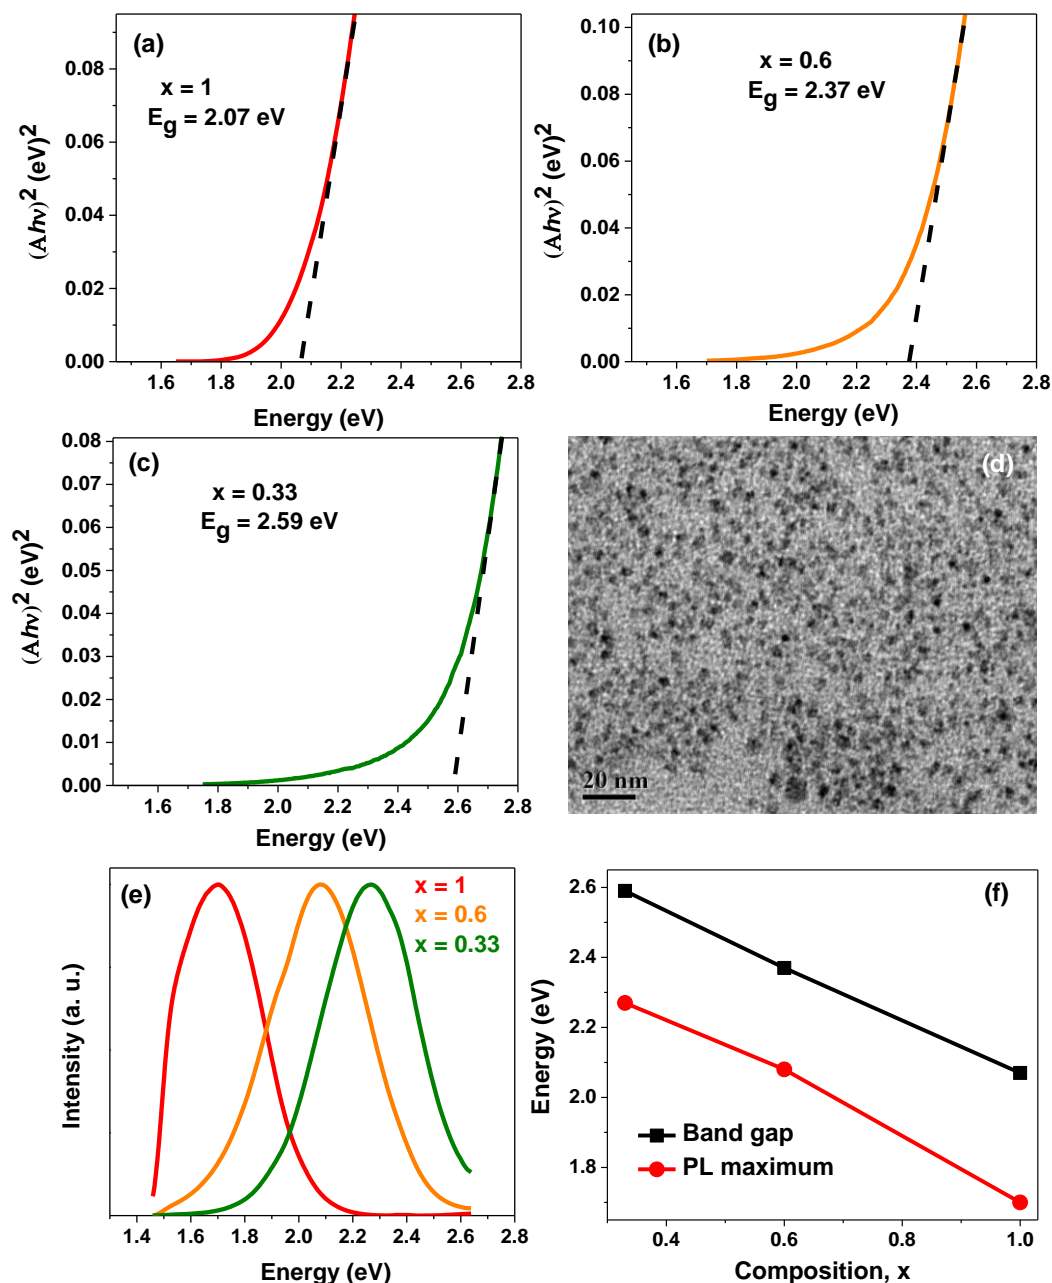 (a)
x = 1
E_g = 2.07 eV
(Ahν)² (eV)²
0.08
0.06
0.04
0.02
0.00
1.6 1.8 2.0 2.2 2.4 2.6 2.8
Energy (eV)
(b)
x = 0.6
E_g = 2.37 eV
(Ahν)² (eV)²
0.10
0.08
0.06
0.04
0.02
0.00
1.6 1.8 2.0 2.2 2.4 2.6 2.8
Energy (eV)
(c)
x = 0.33
E_g = 2.59 eV
(Ahν)² (eV)²
0.08
0.07
0.06
0.05
0.04
0.03
0.02
0.01
0.00
1.6 1.8 2.0 2.2 2.4 2.6 2.8
Energy (eV)
(d)
20 nm
(e)
x = 1
x = 0.6
x = 0.33
Intensity (a. u.)
1.4 1.6 1.8 2.0 2.2 2.4 2.6 2.8
Energy (eV)
(f)
Energy (eV)
2.6
2.4
2.2
2.0
1.8
Band gap
PL maximum
0.4 0.6 0.8 1.0
Composition, x